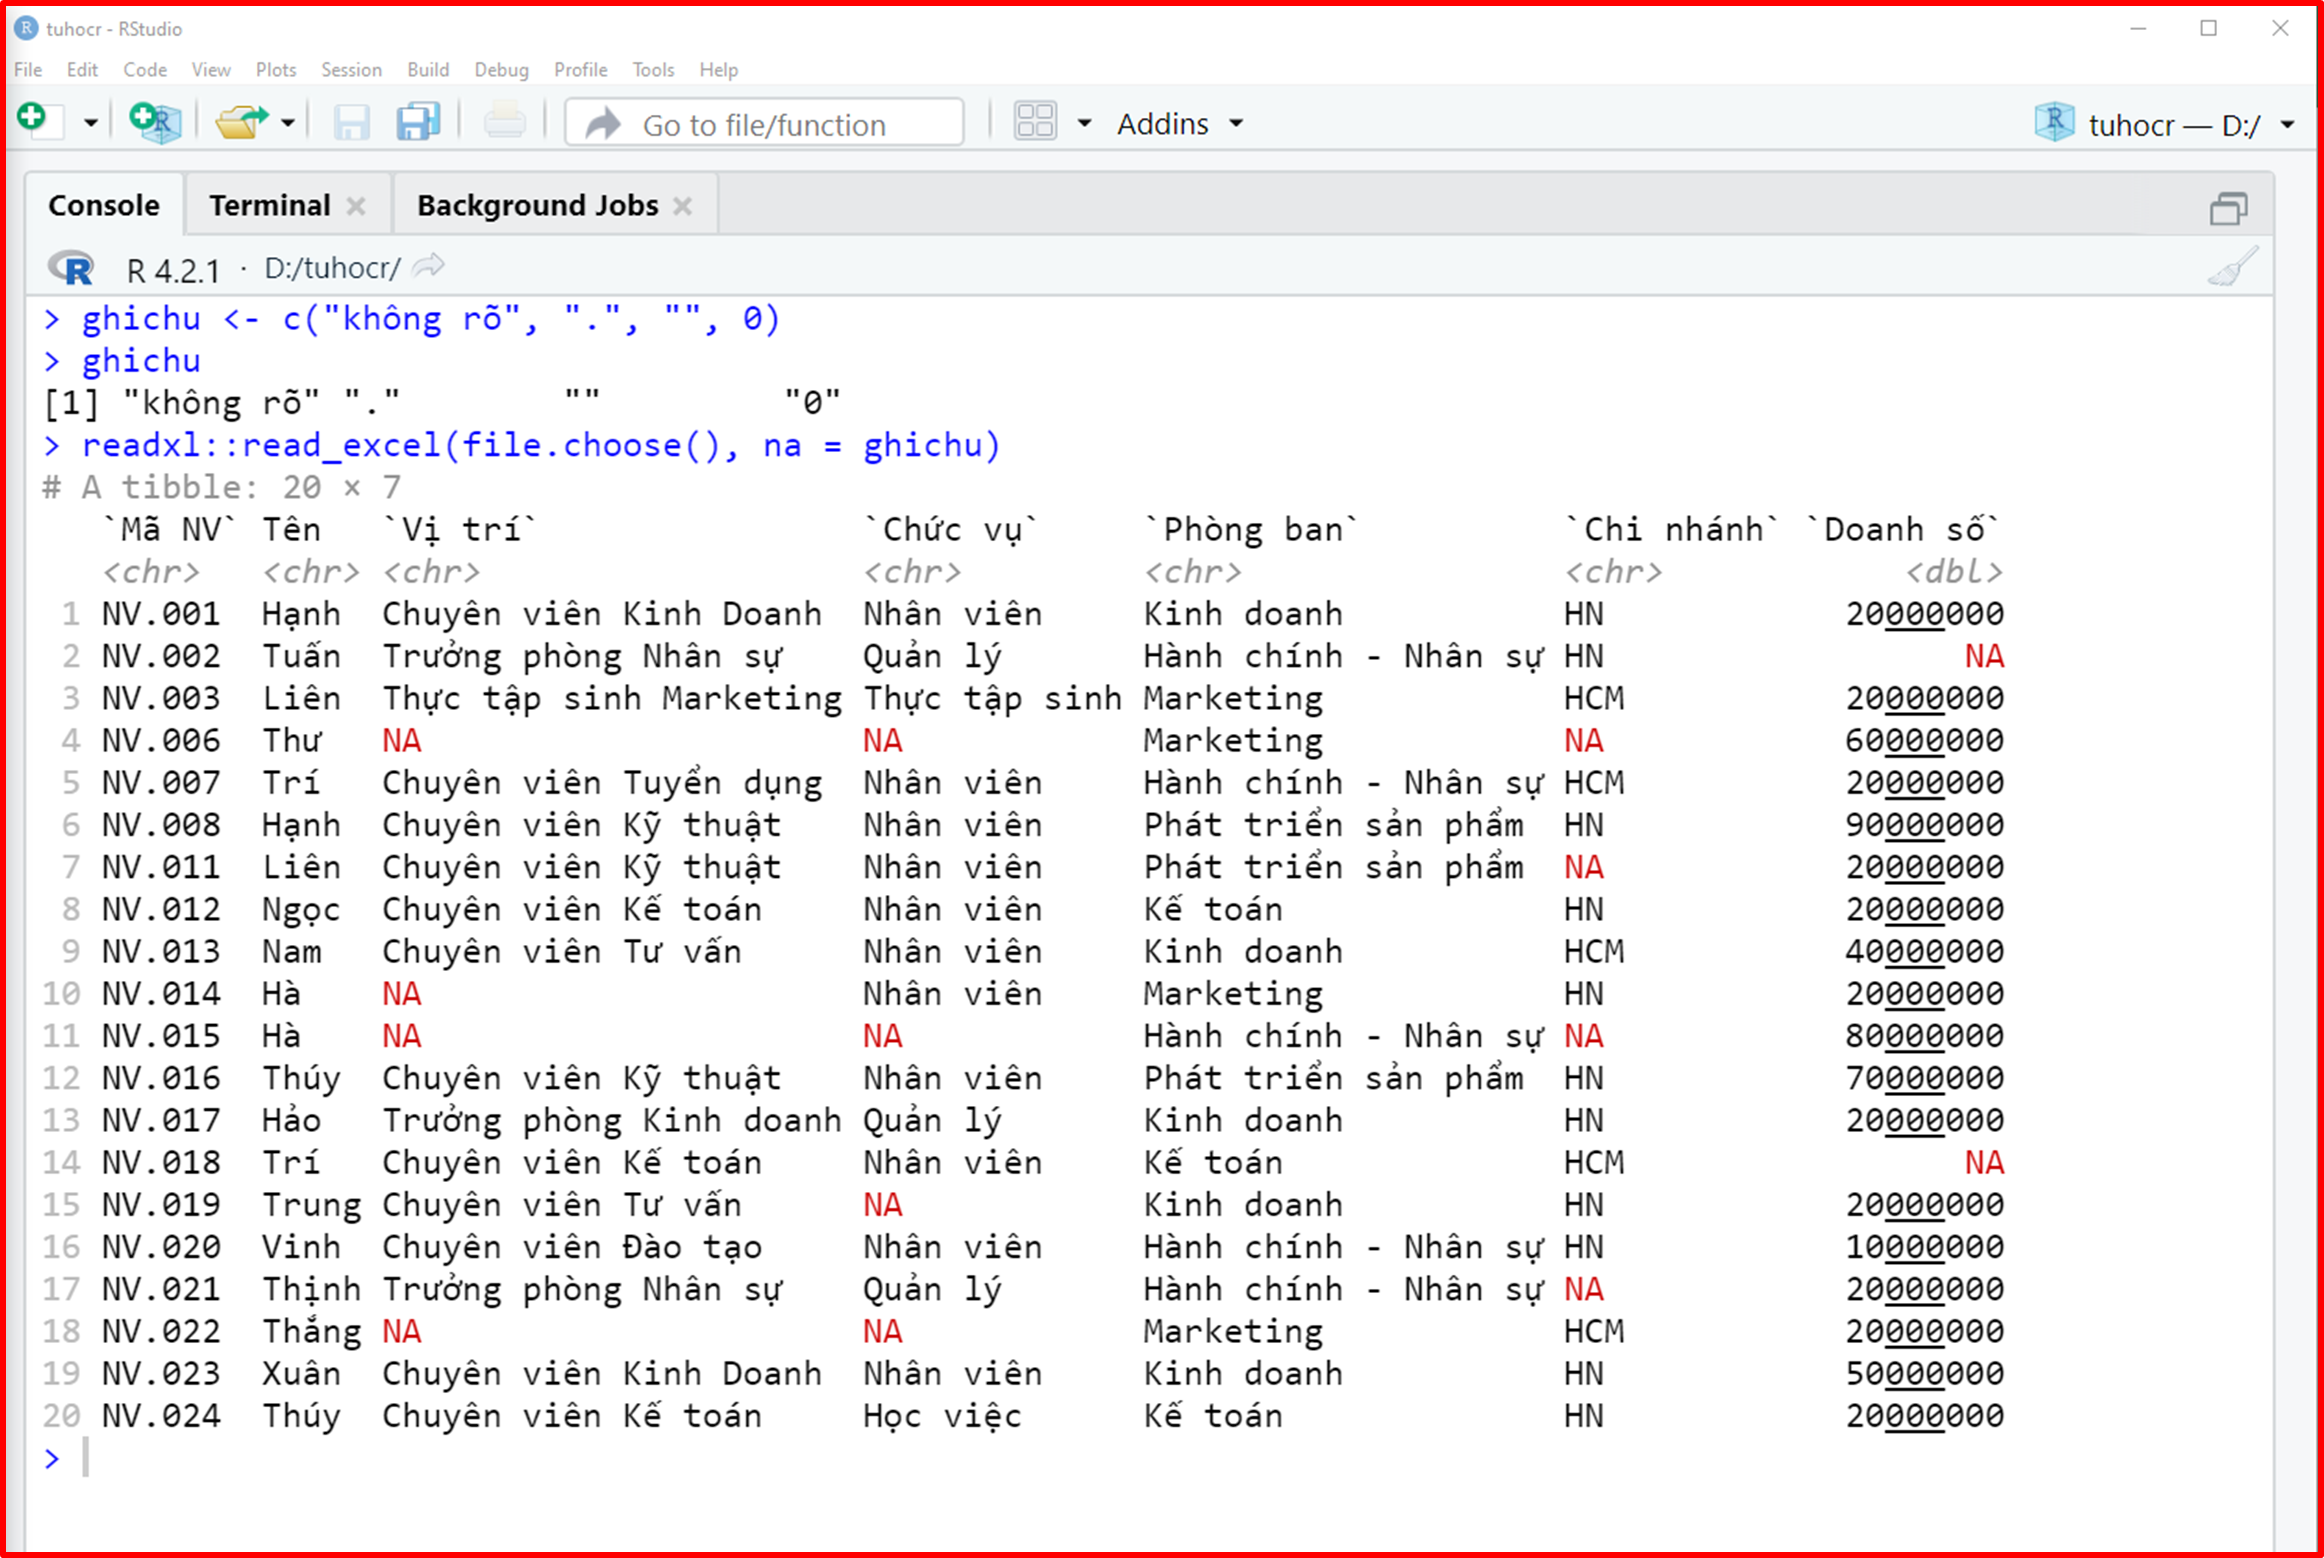 tuhocr - RStudio
File Edit Code View Plots Session Build Debug Profile Tools Help
Go to file/function Addins tuhocr — D:/
Console Terminal Background Jobs
R 4.2.1 · D:/tuhocr/
> ghichu <- c("không rõ", ".", "", 0)
> ghichu
[1] "không rõ" "." "" "0"
> readxl::read_excel(file.choose(), na = ghichu)
# A tibble: 20 × 7
`Mã NV` Tên `Vị trí` `Chức vụ` `Phòng ban` `Chi nhánh` `Doanh số`
<chr> <chr> <chr> <chr> <chr> <chr> <dbl>
1 NV.001 Hạnh Chuyên viên Kinh Doanh Nhân viên Kinh doanh HN 20000000
2 NV.002 Tuấn Trưởng phòng Nhân sự Quản lý Hành chính - Nhân sự HN NA
3 NV.003 Liên Thực tập sinh Marketing Thực tập sinh Marketing HCM 20000000
4 NV.006 Thư NA NA Marketing NA 60000000
5 NV.007 Trí Chuyên viên Tuyển dụng Nhân viên Hành chính - Nhân sự HCM 20000000
6 NV.008 Hạnh Chuyên viên Kỹ thuật Nhân viên Phát triển sản phẩm HN 90000000
7 NV.011 Liên Chuyên viên Kỹ thuật Nhân viên Phát triển sản phẩm NA 20000000
8 NV.012 Ngọc Chuyên viên Kế toán Nhân viên Kế toán HN 20000000
9 NV.013 Nam Chuyên viên Tư vấn Nhân viên Kinh doanh HCM 40000000
10 NV.014 Hà NA Nhân viên Marketing HN 20000000
11 NV.015 Hà NA NA Hành chính - Nhân sự NA 80000000
12 NV.016 Thúy Chuyên viên Kỹ thuật Nhân viên Phát triển sản phẩm HN 70000000
13 NV.017 Hảo Trưởng phòng Kinh doanh Quản lý Kinh doanh HN 20000000
14 NV.018 Trí Chuyên viên Kế toán Nhân viên Kế toán HCM NA
15 NV.019 Trung Chuyên viên Tư vấn NA Kinh doanh HN 20000000
16 NV.020 Vinh Chuyên viên Đào tạo Nhân viên Hành chính - Nhân sự HN 10000000
17 NV.021 Thịnh Trưởng phòng Nhân sự Quản lý Hành chính - Nhân sự NA 20000000
18 NV.022 Thắng NA NA Marketing HCM 20000000
19 NV.023 Xuân Chuyên viên Kinh Doanh Nhân viên Kinh doanh HN 50000000
20 NV.024 Thúy Chuyên viên Kế toán Học việc Kế toán HN 20000000
>